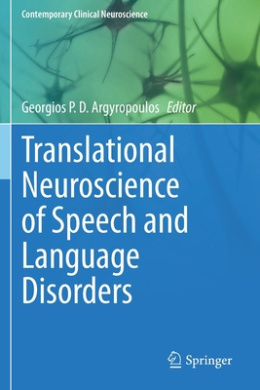 Contemporary Clinical Neuroscience
Georgios P. D. Argyropoulos Editor
Translational
Neuroscience
of Speech and
Language
Disorders
Springer